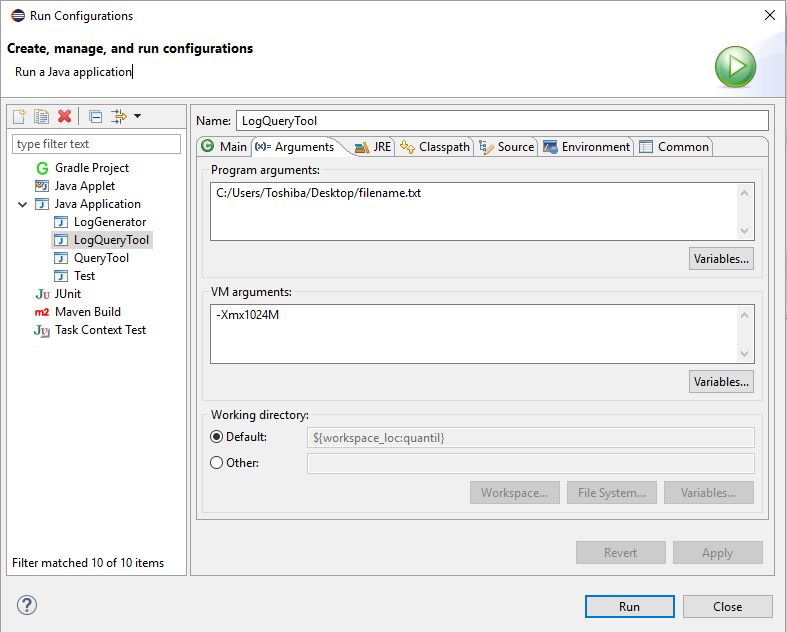 Run Configurations
Create, manage, and run configurations
Run a Java application
type filter text
Gradle Project
Java Applet
Java Application
LogGenerator
LogQueryTool
QueryTool
Test
JUnit
Maven Build
Task Context Test
Filter matched 10 of 10 items
Name: LogQueryTool
Main (x)= Arguments JRE Classpath Source Environment Common
Program arguments:
C:/Users/Toshiba/Desktop/filename.txt
Variables...
VM arguments:
-Xmx1024M
Variables...
Working directory:
Default: ${workspace_loc:quantil}
Other:
Workspace... File System... Variables...
Revert Apply
Run Close